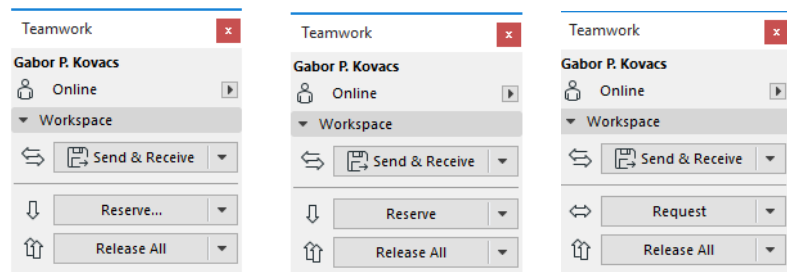 Teamwork x
Gabor P. Kovacs
Online
Workspace
Send & Receive
Reserve...
Release All
Teamwork x
Gabor P. Kovacs
Online
Workspace
Send & Receive
Reserve
Release All
Teamwork x
Gabor P. Kovacs
Online
Workspace
Send & Receive
Request
Release All